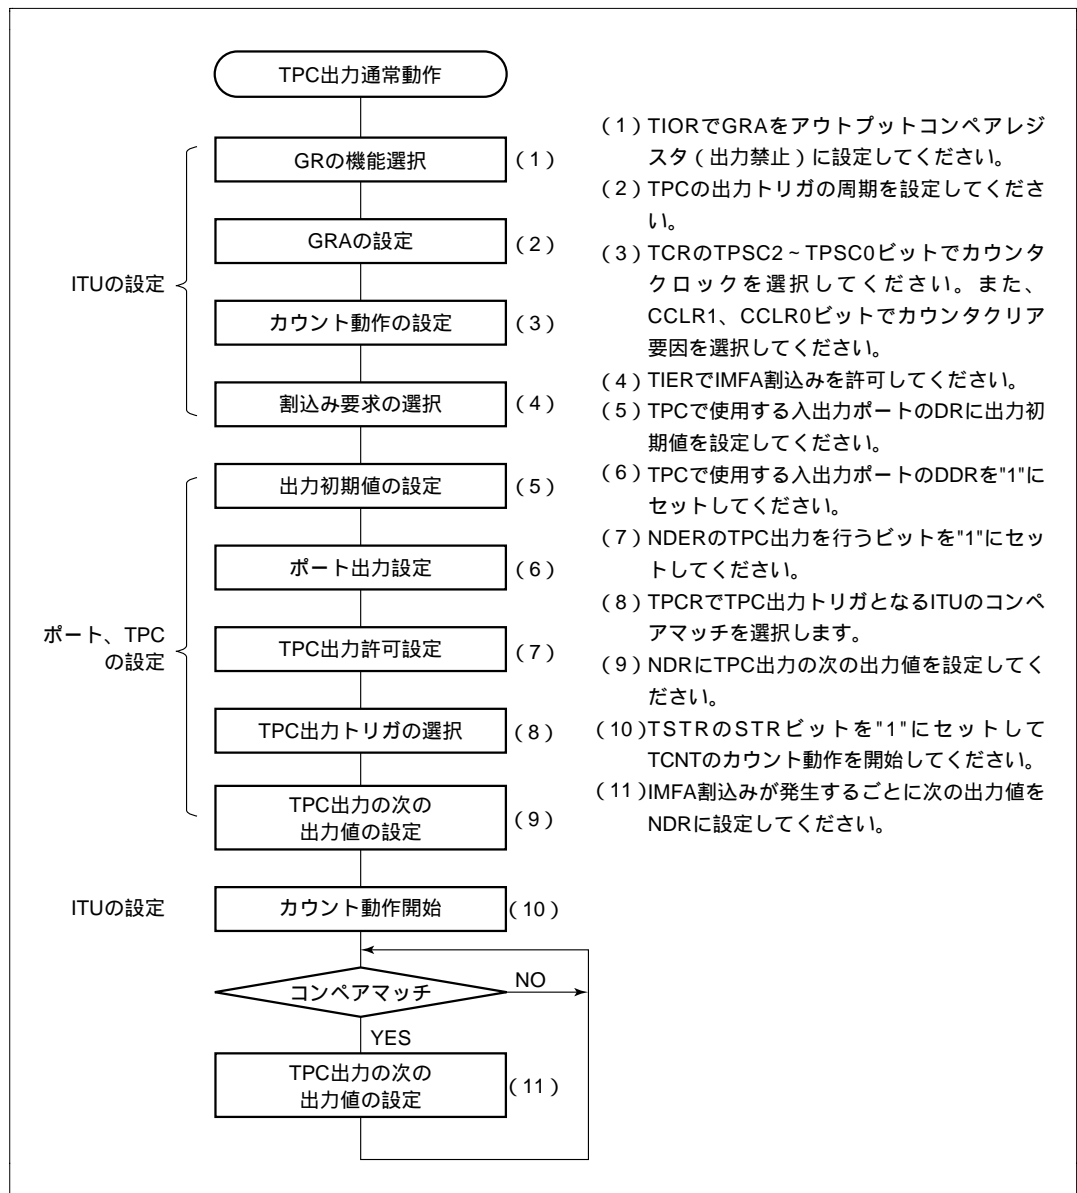 TPC出力通常動作
ITUの設定
GRの機能選択
(1)
GRAの設定
(2)
カウント動作の設定
(3)
割込み要求の選択
(4)
ポート、TPC
の設定
出力初期値の設定
(5)
ポート出力設定
(6)
TPC出力許可設定
(7)
TPC出力トリガの選択
(8)
TPC出力の次の
出力値の設定
(9)
ITUの設定
カウント動作開始
(10)
コンペアマッチ
NO
YES
TPC出力の次の
出力値の設定
(11)
(1)TIORでGRAをアウトプットコンペアレジ
スタ(出力禁止)に設定してください。
(2)TPCの出力トリガの周期を設定してくださ
い。
(3)TCRのTPSC2~TPSC0ビットでカウンタ
クロックを選択してください。また、
CCLR1、CCLR0ビットでカウンタクリア
要因を選択してください。
(4)TIERでIMFA割込みを許可してください。
(5)TPCで使用する入出力ポートのDRに出力初
期値を設定してください。
(6)TPCで使用する入出力ポートのDDRを"1"に
セットしてください。
(7)NDERのTPC出力を行うビットを"1"にセッ
トしてください。
(8)TPCRでTPC出力トリガとなるITUのコンペ
アマッチを選択します。
(9)NDRにTPC出力の次の出力値を設定してく
ださい。
(10)TSTRのSTRビットを"1"にセットして
TCNTのカウント動作を開始してください。
(11)IMFA割込みが発生するごとに次の出力値を
NDRに設定してください。